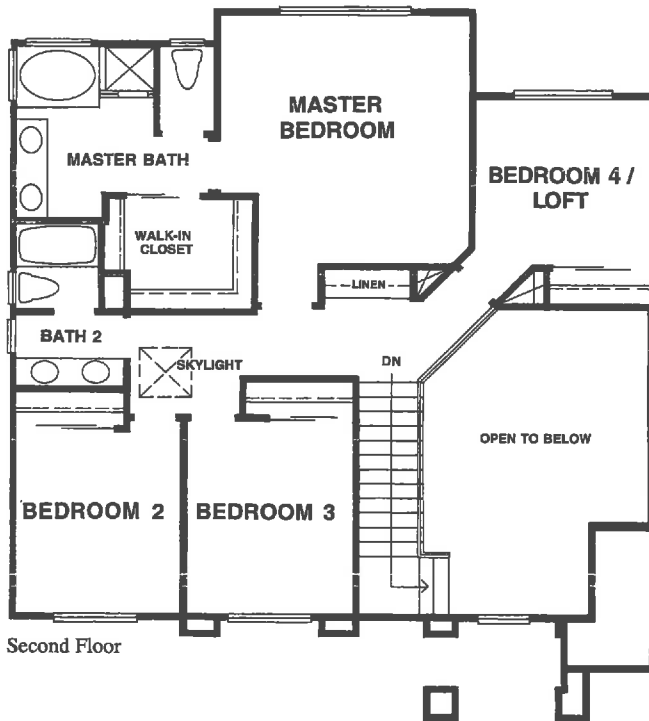 MASTER
BEDROOM
MASTER BATH
BEDROOM 4 /
LOFT
WALK-IN
CLOSET
LINEN
BATH 2
SKYLIGHT
DN
OPEN TO BELOW
BEDROOM 2
BEDROOM 3
Second Floor